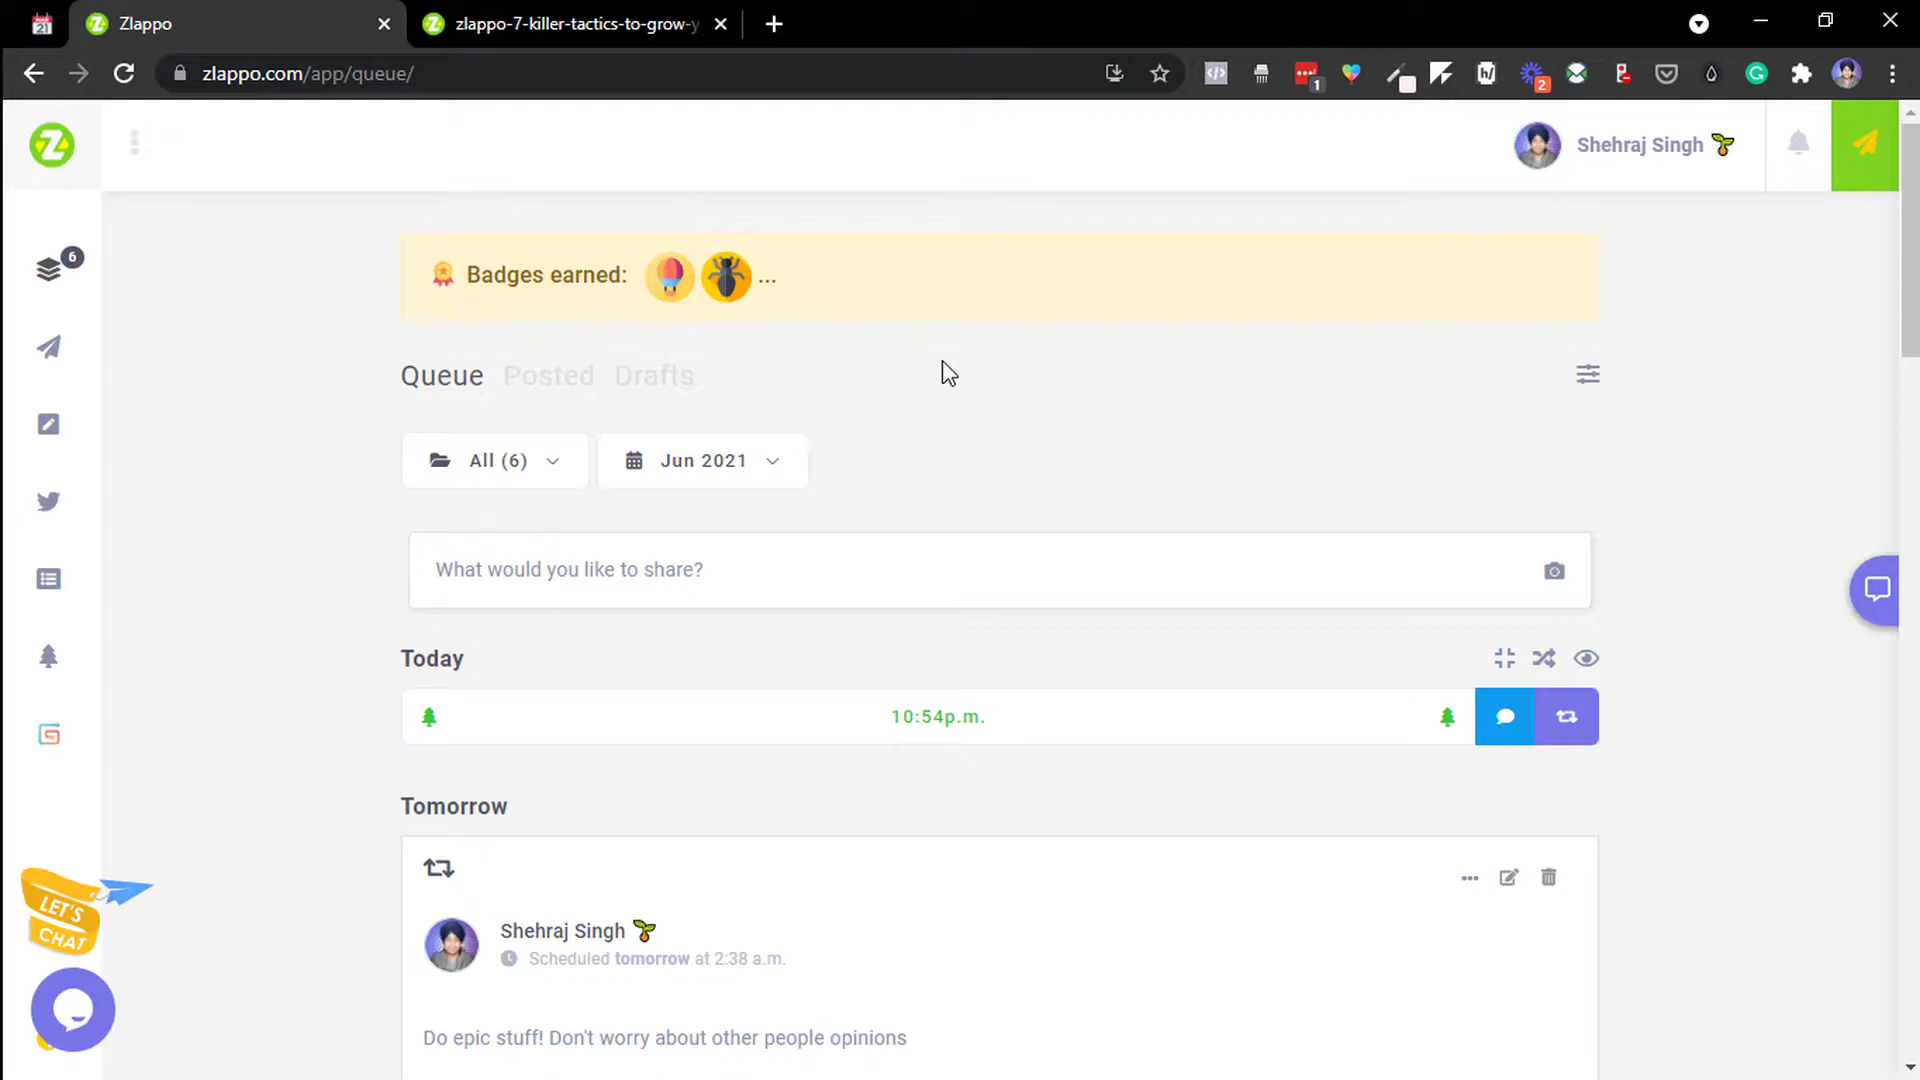 Zlappo
zlappo-7-killer-tactics-to-grow-y
zlappo.com/app/queue/
1
2
Shehraj Singh
6
Badges earned: ...
Queue Posted Drafts
All (6)
Jun 2021
What would you like to share?
Today
10:54p.m.
Tomorrow
Shehraj Singh
Scheduled tomorrow at 2:38 a.m.
LET'S
CHAT
Do epic stuff! Don't worry about other people opinions